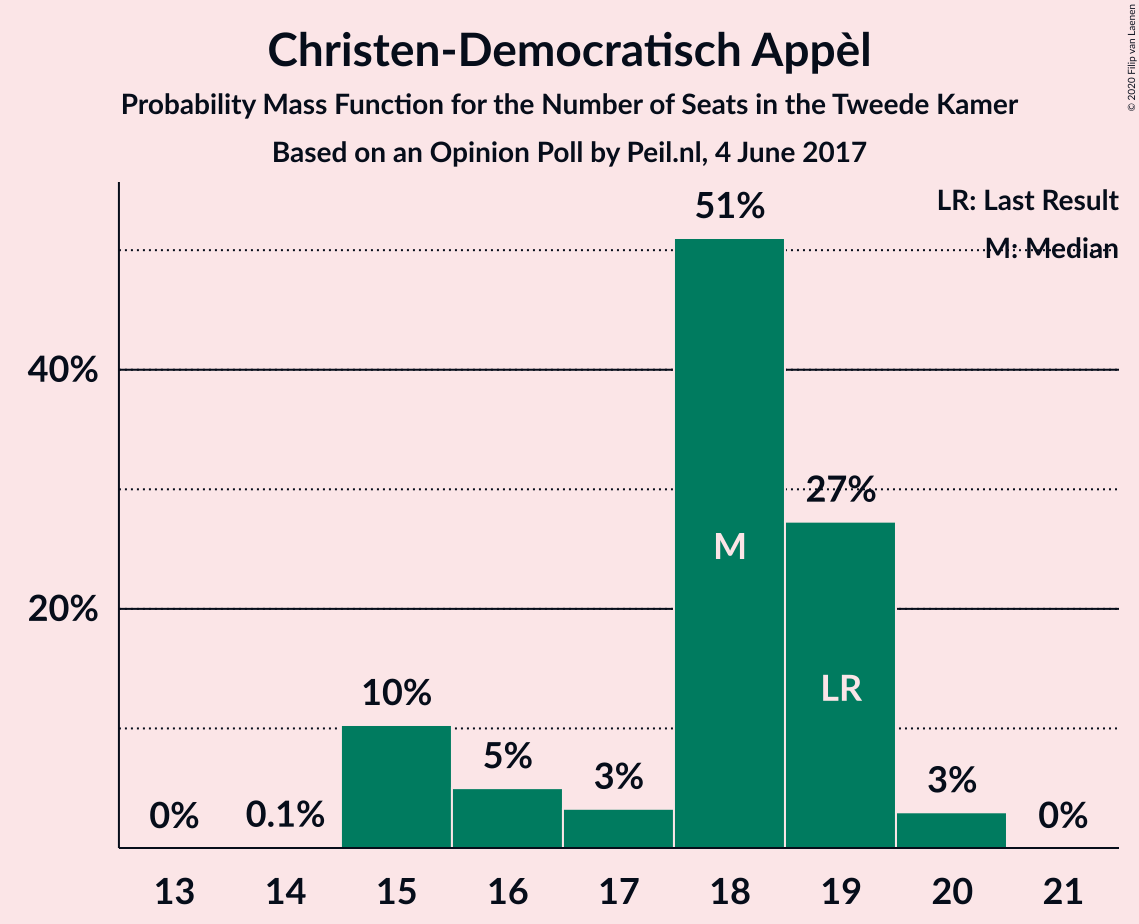 Christen-Democratisch Appèl
Probability Mass Function for the Number of Seats in the Tweede Kamer
Based on an Opinion Poll by Peil.nl, 4 June 2017
© 2020 Filip van Laenen
LR: Last Result
M: Median
51%
40%
27%
M
20%
LR
10%
5%
3%
3%
0%
0.1%
0%
13 14 15 16 17 18 19 20 21